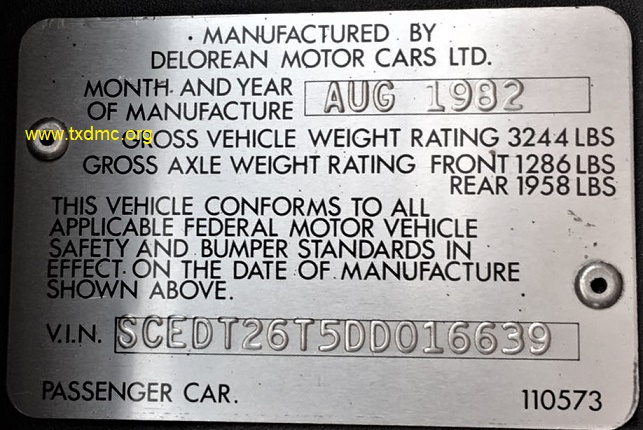 MANUFACTURED BY
DELOREAN MOTOR CARS LTD.
MONTH AND YEAR
OF MANUFACTURE
AUG 1982
www.txdmc.org
GROSS VEHICLE WEIGHT RATING 3244 LBS
GROSS AXLE WEIGHT RATING FRONT 1286 LBS
REAR 1958 LBS
THIS VEHICLE CONFORMS TO ALL
APPLICABLE FEDERAL MOTOR VEHICLE
SAFETY AND BUMPER STANDARDS IN
EFFECT ON THE DATE OF MANUFACTURE
SHOWN ABOVE.
V.I.N. SCEDT26T5DD016639
PASSENGER CAR. 110573